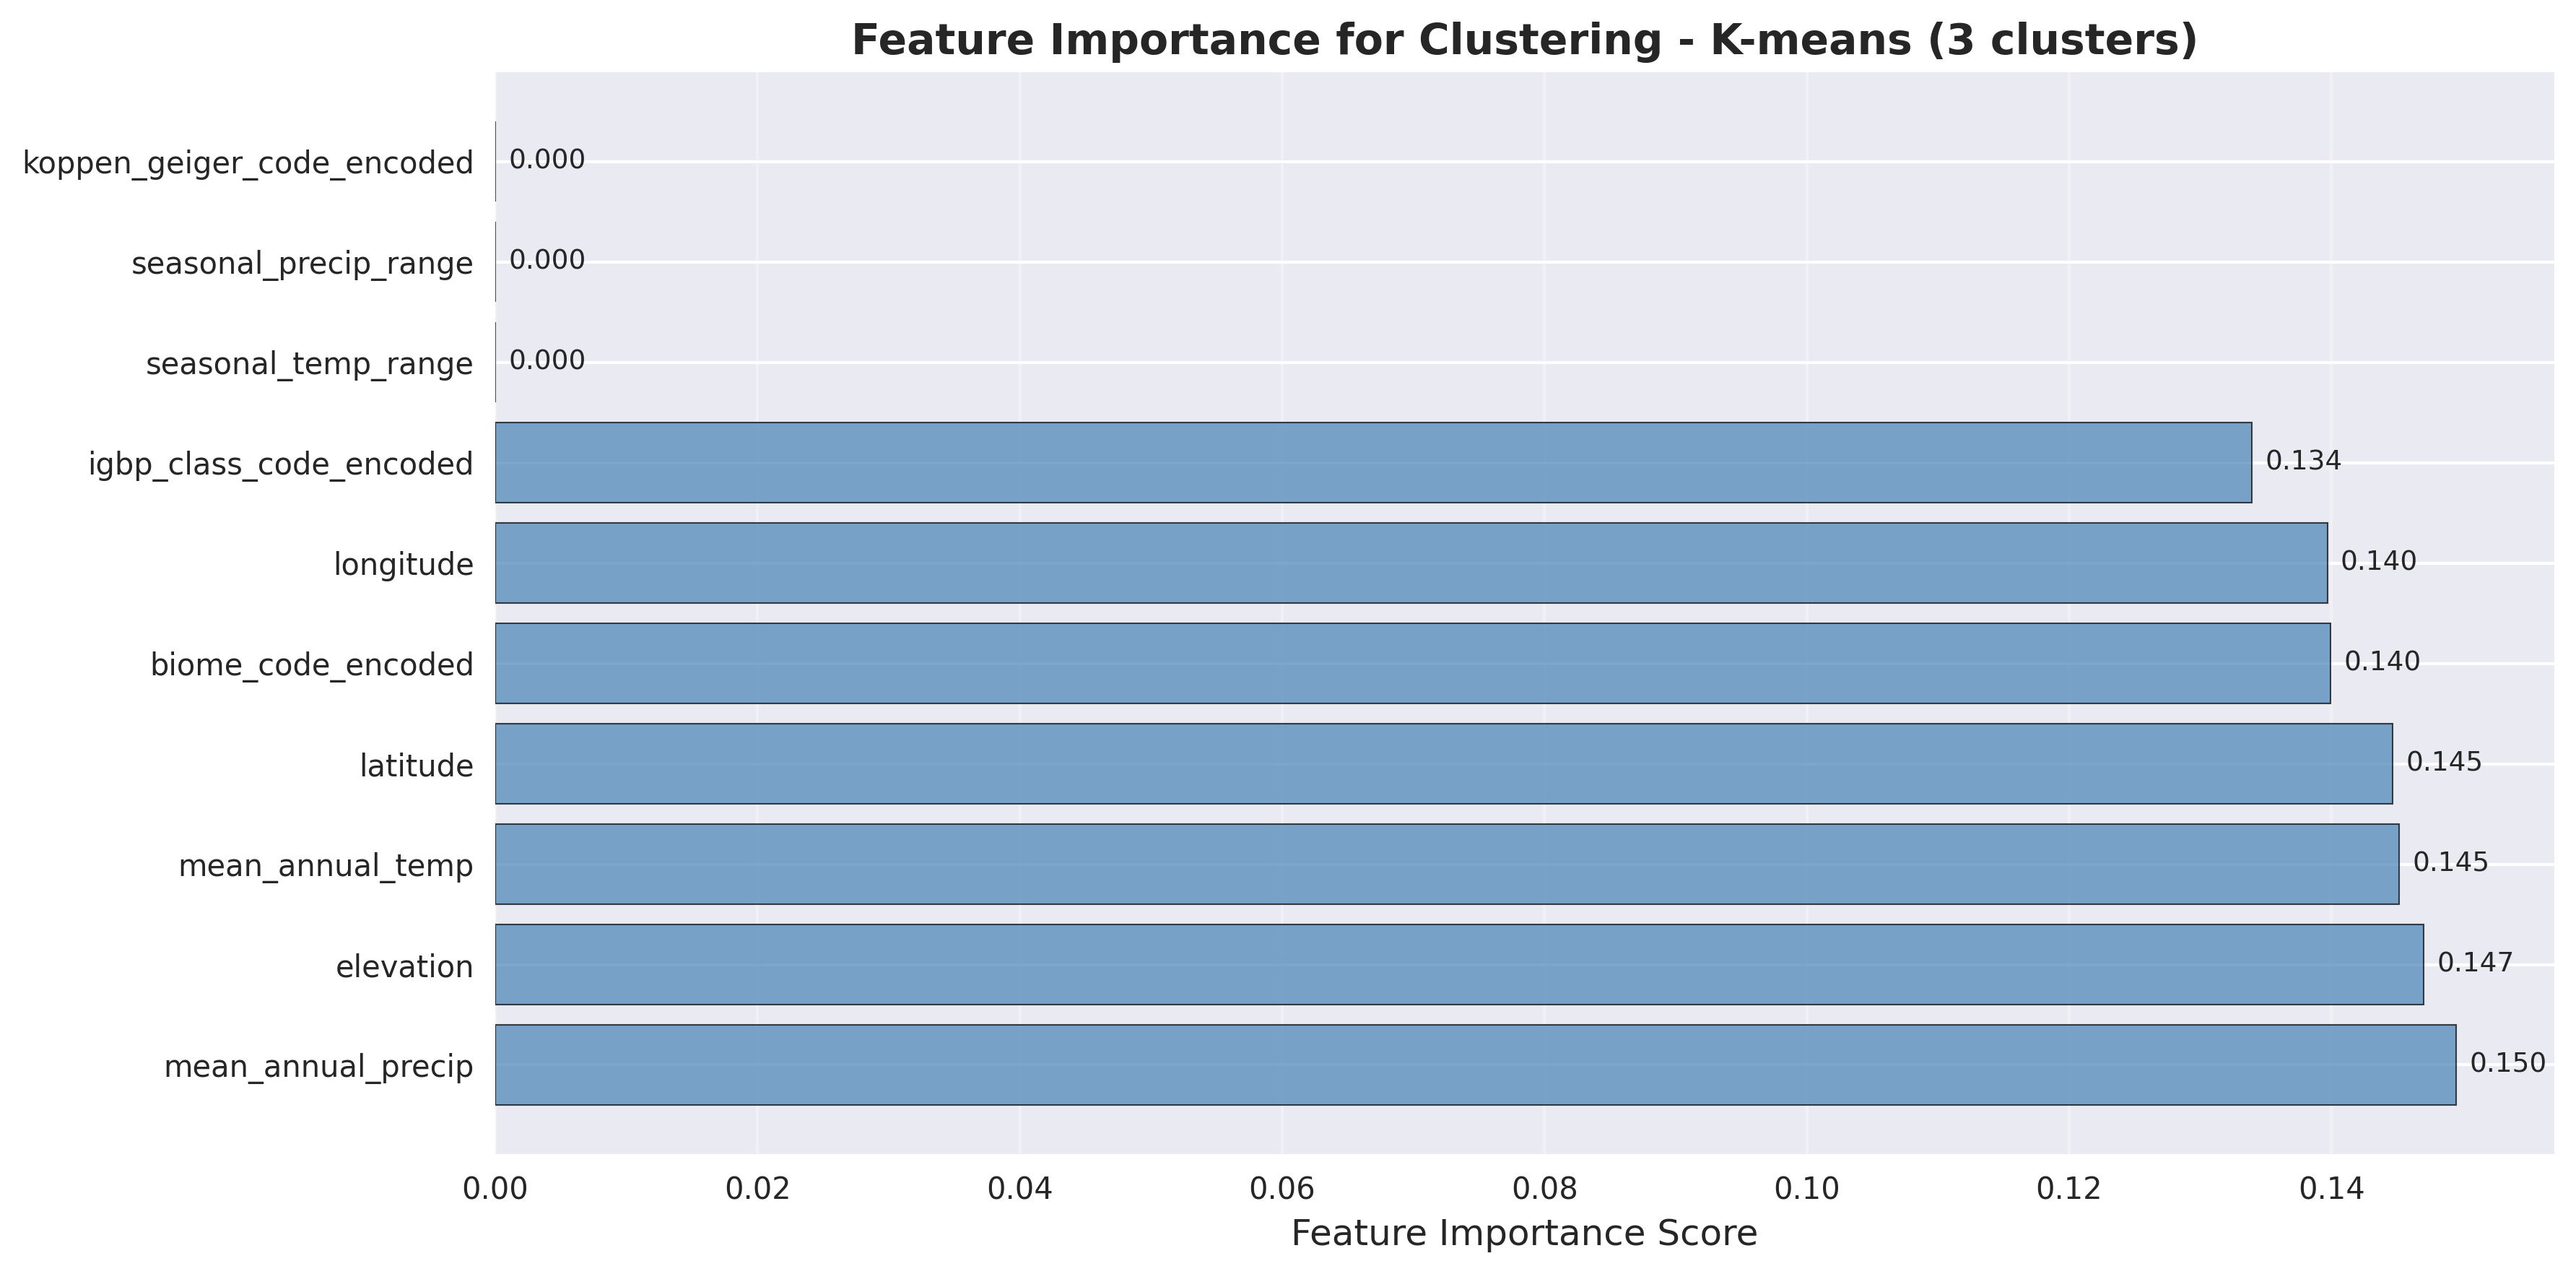 Feature Importance for Clustering - K-means (3 clusters)
koppen_geiger_code_encoded 0.000
seasonal_precip_range 0.000
seasonal_temp_range 0.000
igbp_class_code_encoded 0.134
longitude 0.140
biome_code_encoded 0.140
latitude 0.145
mean_annual_temp 0.145
elevation 0.147
mean_annual_precip 0.150
0.00 0.02 0.04 0.06 0.08 0.10 0.12 0.14
Feature Importance Score